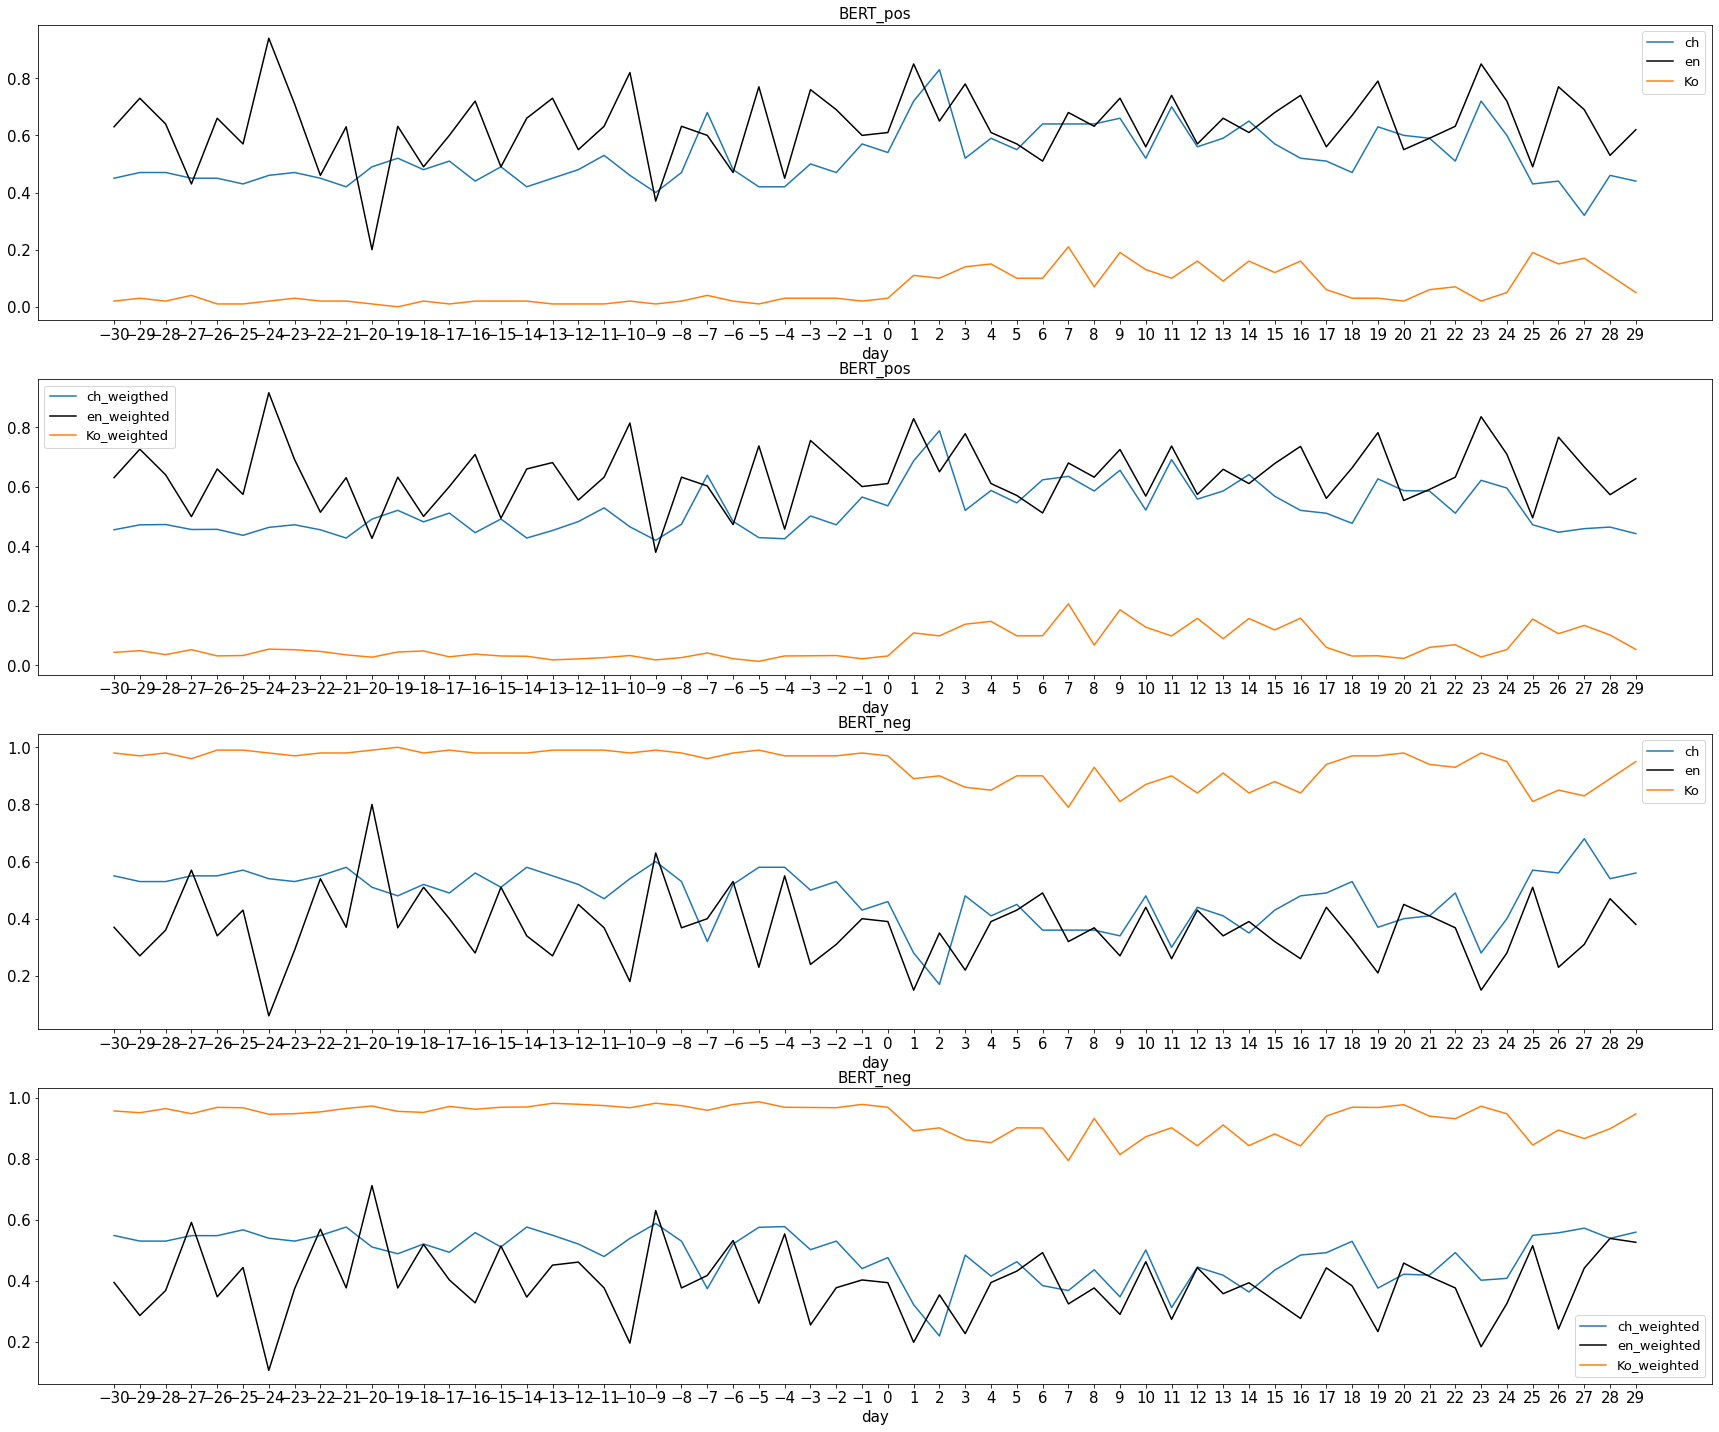 BERT_pos
ch
en
Ko
0.8
0.6
0.4
0.2
0.0
−30 −29 −28 −27 −26 −25 −24 −23 −22 −21 −20 −19 −18 −17 −16 −15 −14 −13 −12 −11 −10 −9 −8 −7 −6 −5 −4 −3 −2 −1 0 1 2 3 4 5 6 7 8 9 10 11 12 13 14 15 16 17 18 19 20 21 22 23 24 25 26 27 28 29
day
BERT_pos
ch_weigthed
en_weighted
Ko_weighted
0.8
0.6
0.4
0.2
0.0
−30 −29 −28 −27 −26 −25 −24 −23 −22 −21 −20 −19 −18 −17 −16 −15 −14 −13 −12 −11 −10 −9 −8 −7 −6 −5 −4 −3 −2 −1 0 1 2 3 4 5 6 7 8 9 10 11 12 13 14 15 16 17 18 19 20 21 22 23 24 25 26 27 28 29
day
BERT_neg
ch
en
Ko
1.0
0.8
0.6
0.4
0.2
−30 −29 −28 −27 −26 −25 −24 −23 −22 −21 −20 −19 −18 −17 −16 −15 −14 −13 −12 −11 −10 −9 −8 −7 −6 −5 −4 −3 −2 −1 0 1 2 3 4 5 6 7 8 9 10 11 12 13 14 15 16 17 18 19 20 21 22 23 24 25 26 27 28 29
day
BERT_neg
1.0
0.8
0.6
0.4
0.2
ch_weighted
en_weighted
Ko_weighted
−30 −29 −28 −27 −26 −25 −24 −23 −22 −21 −20 −19 −18 −17 −16 −15 −14 −13 −12 −11 −10 −9 −8 −7 −6 −5 −4 −3 −2 −1 0 1 2 3 4 5 6 7 8 9 10 11 12 13 14 15 16 17 18 19 20 21 22 23 24 25 26 27 28 29
day